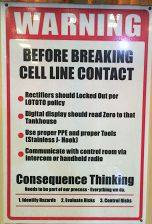 WARNING
BEFORE BREAKING
CELL LINE CONTACT
Rectifiers should Locked Out per
LOTOTO policy
Digital display should read Zero to that
Tankhouse
Use proper PPE and proper Tools
(Stainless J- Hook)
Communicate with control room via
intercom or handheld radio
Consequence Thinking
Needs to be part of our process - Everything we do.
1. Identify Hazards 2. Evaluate Risks 3. Control Risks